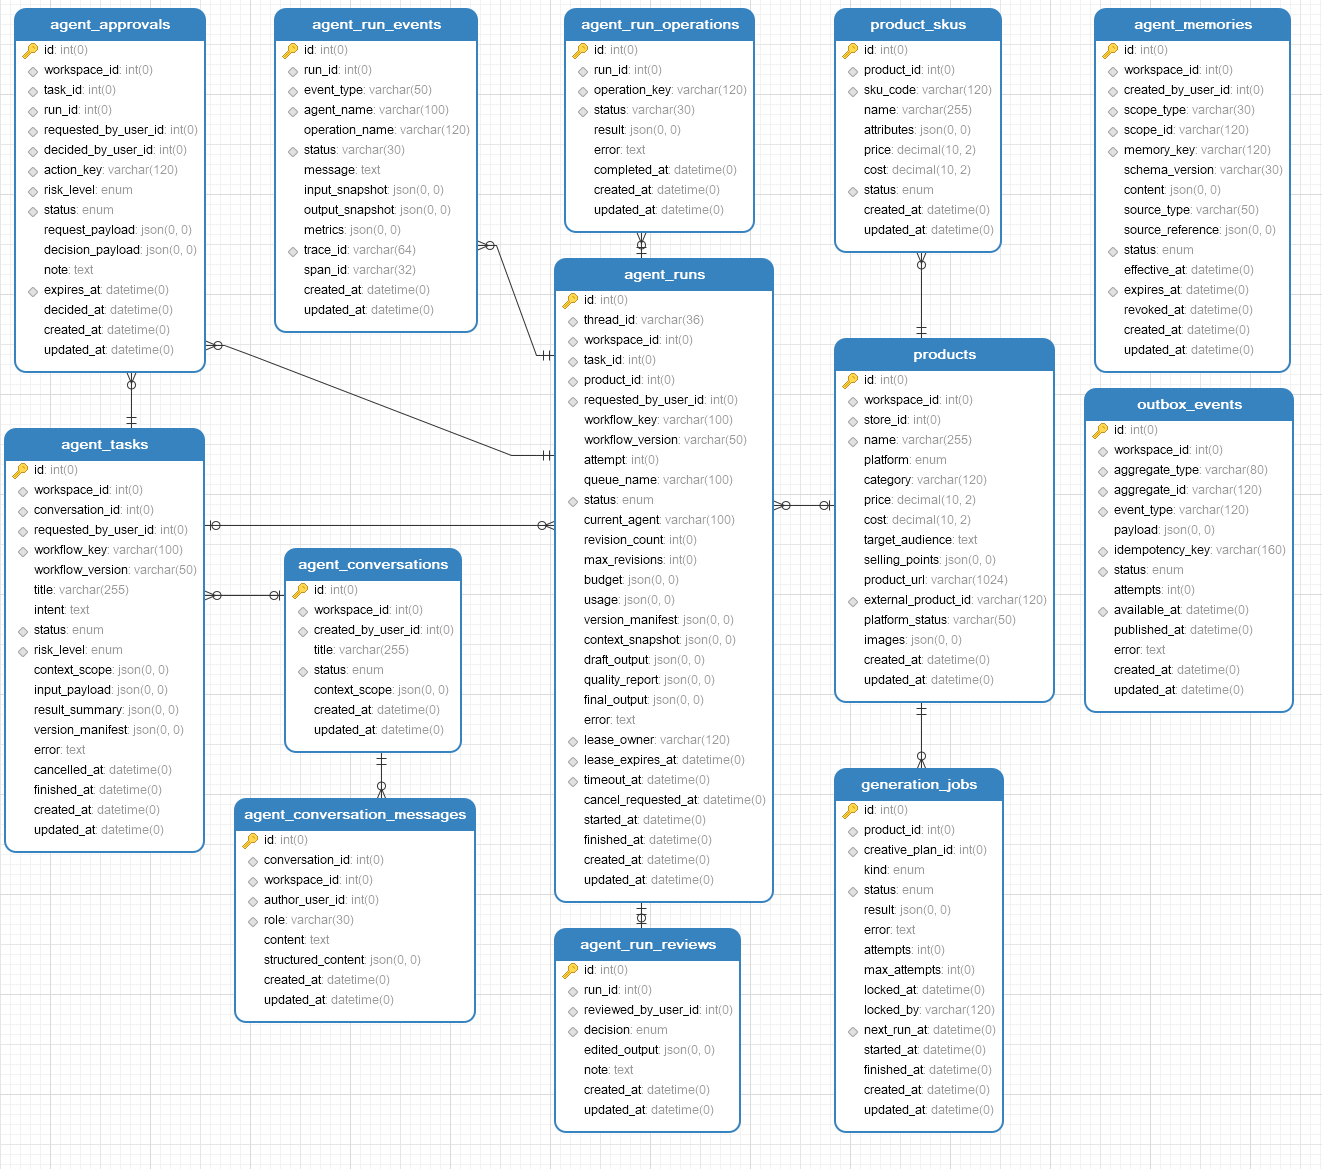 agent_approvals
id: int(0)
workspace_id: int(0)
task_id: int(0)
run_id: int(0)
requested_by_user_id: int(0)
decided_by_user_id: int(0)
action_key: varchar(120)
risk_level: enum
status: enum
request_payload: json(0, 0)
decision_payload: json(0, 0)
note: text
expires_at: datetime(0)
decided_at: datetime(0)
created_at: datetime(0)
updated_at: datetime(0)
agent_run_events
id: int(0)
run_id: int(0)
event_type: varchar(50)
agent_name: varchar(100)
operation_name: varchar(120)
status: varchar(30)
message: text
input_snapshot: json(0, 0)
output_snapshot: json(0, 0)
metrics: json(0, 0)
trace_id: varchar(64)
span_id: varchar(32)
created_at: datetime(0)
updated_at: datetime(0)
agent_run_operations
id: int(0)
run_id: int(0)
operation_key: varchar(120)
status: varchar(30)
result: json(0, 0)
error: text
completed_at: datetime(0)
created_at: datetime(0)
updated_at: datetime(0)
product_skus
id: int(0)
product_id: int(0)
sku_code: varchar(120)
name: varchar(255)
attributes: json(0, 0)
price: decimal(10, 2)
cost: decimal(10, 2)
status: enum
created_at: datetime(0)
updated_at: datetime(0)
agent_memories
id: int(0)
workspace_id: int(0)
created_by_user_id: int(0)
scope_type: varchar(30)
scope_id: varchar(120)
memory_key: varchar(120)
schema_version: varchar(30)
content: json(0, 0)
source_type: varchar(50)
source_reference: json(0, 0)
status: enum
effective_at: datetime(0)
expires_at: datetime(0)
revoked_at: datetime(0)
created_at: datetime(0)
updated_at: datetime(0)
agent_runs
id: int(0)
thread_id: varchar(36)
workspace_id: int(0)
task_id: int(0)
product_id: int(0)
requested_by_user_id: int(0)
workflow_key: varchar(100)
workflow_version: varchar(50)
attempt: int(0)
queue_name: varchar(100)
status: enum
current_agent: varchar(100)
revision_count: int(0)
max_revisions: int(0)
budget: json(0, 0)
usage: json(0, 0)
version_manifest: json(0, 0)
context_snapshot: json(0, 0)
draft_output: json(0, 0)
quality_report: json(0, 0)
final_output: json(0, 0)
error: text
lease_owner: varchar(120)
lease_expires_at: datetime(0)
timeout_at: datetime(0)
cancel_requested_at: datetime(0)
started_at: datetime(0)
finished_at: datetime(0)
created_at: datetime(0)
updated_at: datetime(0)
products
id: int(0)
workspace_id: int(0)
store_id: int(0)
name: varchar(255)
platform: enum
category: varchar(120)
price: decimal(10, 2)
cost: decimal(10, 2)
target_audience: text
selling_points: json(0, 0)
product_url: varchar(1024)
external_product_id: varchar(120)
platform_status: varchar(50)
images: json(0, 0)
created_at: datetime(0)
updated_at: datetime(0)
outbox_events
id: int(0)
workspace_id: int(0)
aggregate_type: varchar(80)
aggregate_id: varchar(120)
event_type: varchar(120)
payload: json(0, 0)
idempotency_key: varchar(160)
status: enum
attempts: int(0)
available_at: datetime(0)
published_at: datetime(0)
error: text
created_at: datetime(0)
updated_at: datetime(0)
agent_tasks
id: int(0)
workspace_id: int(0)
conversation_id: int(0)
requested_by_user_id: int(0)
workflow_key: varchar(100)
workflow_version: varchar(50)
title: varchar(255)
intent: text
status: enum
risk_level: enum
context_scope: json(0, 0)
input_payload: json(0, 0)
result_summary: json(0, 0)
version_manifest: json(0, 0)
error: text
cancelled_at: datetime(0)
finished_at: datetime(0)
created_at: datetime(0)
updated_at: datetime(0)
agent_conversations
id: int(0)
workspace_id: int(0)
created_by_user_id: int(0)
title: varchar(255)
status: enum
context_scope: json(0, 0)
created_at: datetime(0)
updated_at: datetime(0)
agent_conversation_messages
id: int(0)
conversation_id: int(0)
workspace_id: int(0)
author_user_id: int(0)
role: varchar(30)
content: text
structured_content: json(0, 0)
created_at: datetime(0)
updated_at: datetime(0)
agent_run_reviews
id: int(0)
run_id: int(0)
reviewed_by_user_id: int(0)
decision: enum
edited_output: json(0, 0)
note: text
created_at: datetime(0)
updated_at: datetime(0)
generation_jobs
id: int(0)
product_id: int(0)
creative_plan_id: int(0)
kind: enum
status: enum
result: json(0, 0)
error: text
attempts: int(0)
max_attempts: int(0)
locked_at: datetime(0)
locked_by: varchar(120)
next_run_at: datetime(0)
started_at: datetime(0)
finished_at: datetime(0)
created_at: datetime(0)
updated_at: datetime(0)